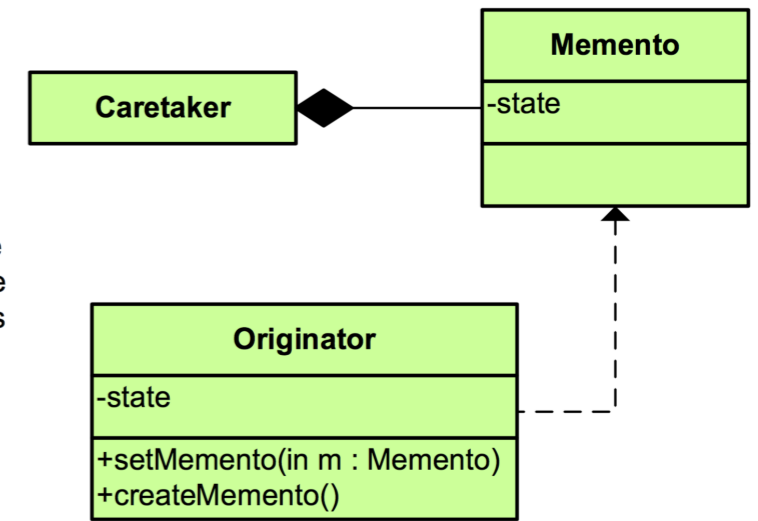 Memento
Caretaker
-state
e
s
Originator
-state
+setMemento(in m : Memento)
+createMemento()